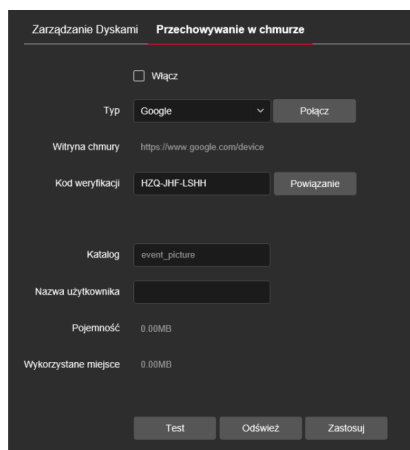 Zarządzanie Dyskami Przechowywanie w chmurze
Włącz
Typ Google Połącz
Witryna chmury https://www.google.com/device
Kod weryfikacji HZQ-JHF-LSHH Powiązanie
Katalog event_picture
Nazwa użytkownika
Pojemność 0.00MB
Wykorzystane miejsce 0.00MB
Test Odśwież Zastosuj